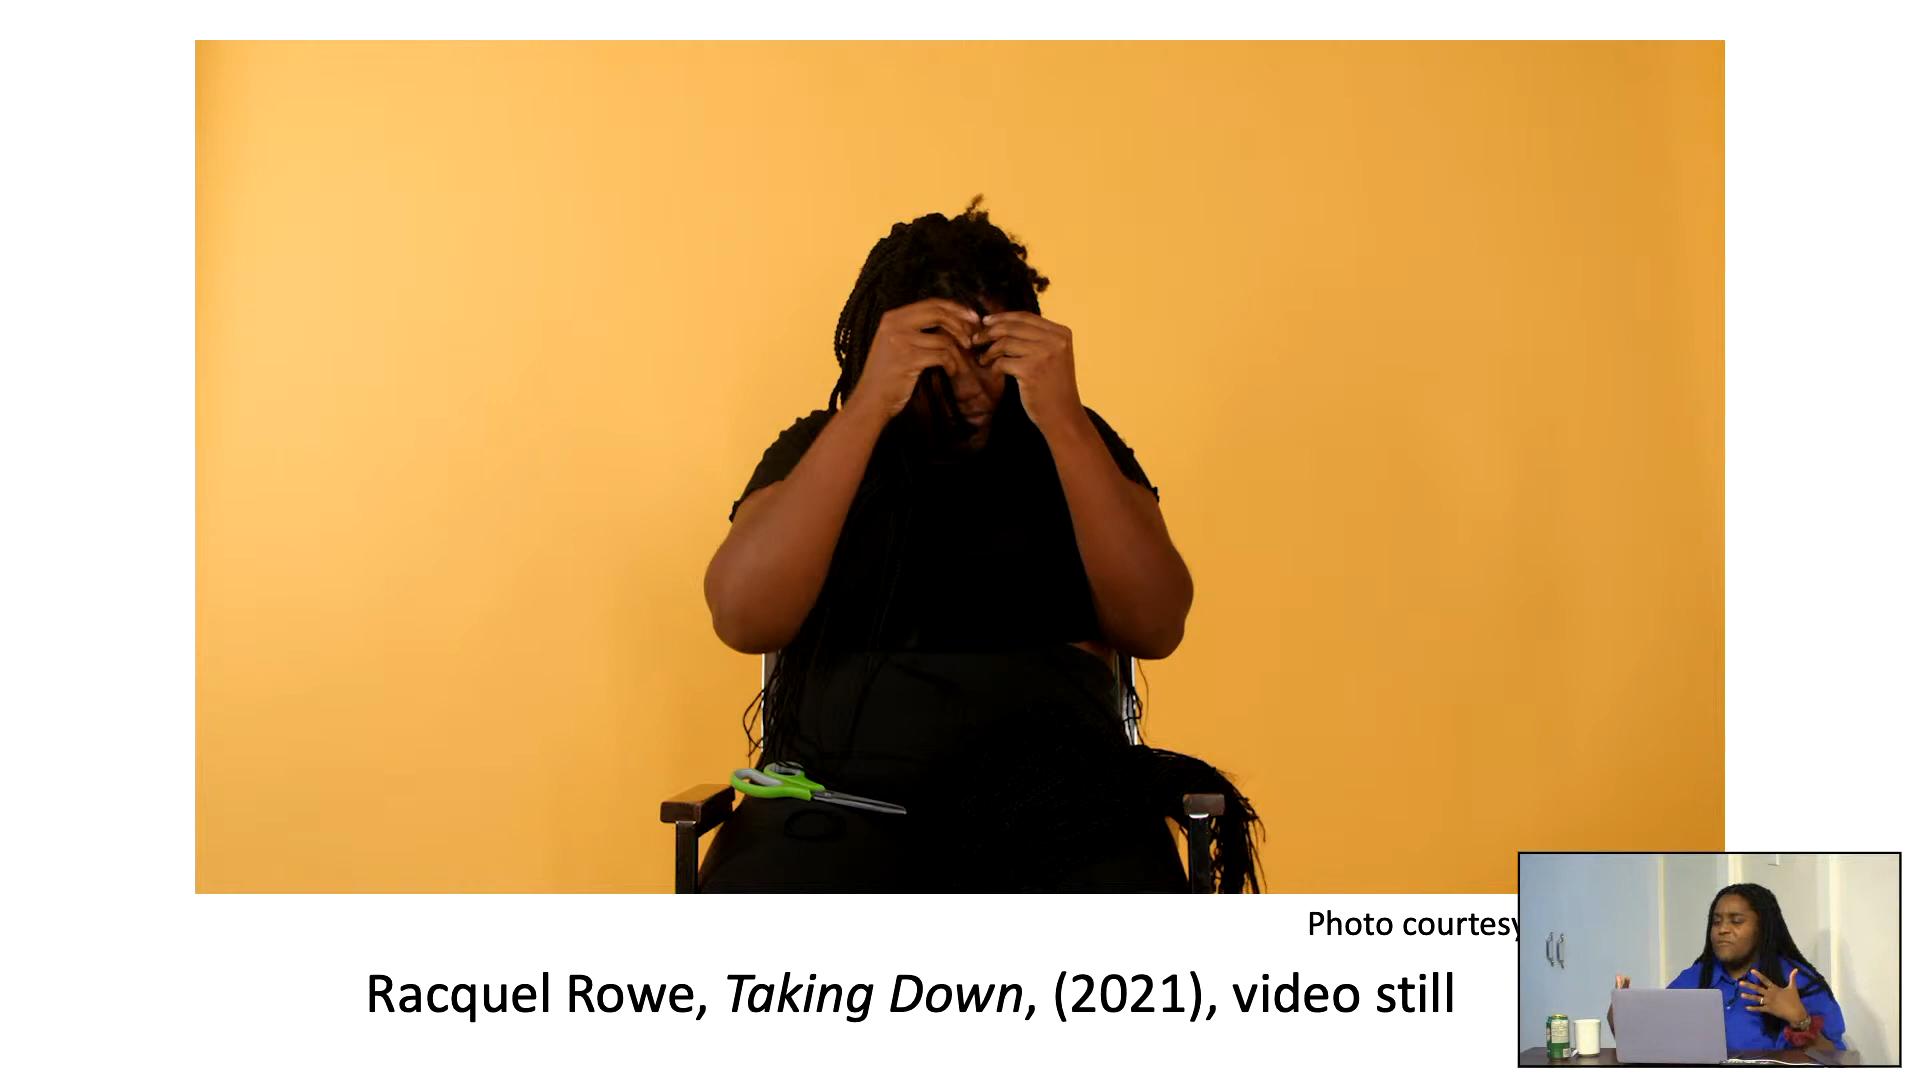 Photo courtesy
Racquel Rowe, Taking Down, (2021), video still